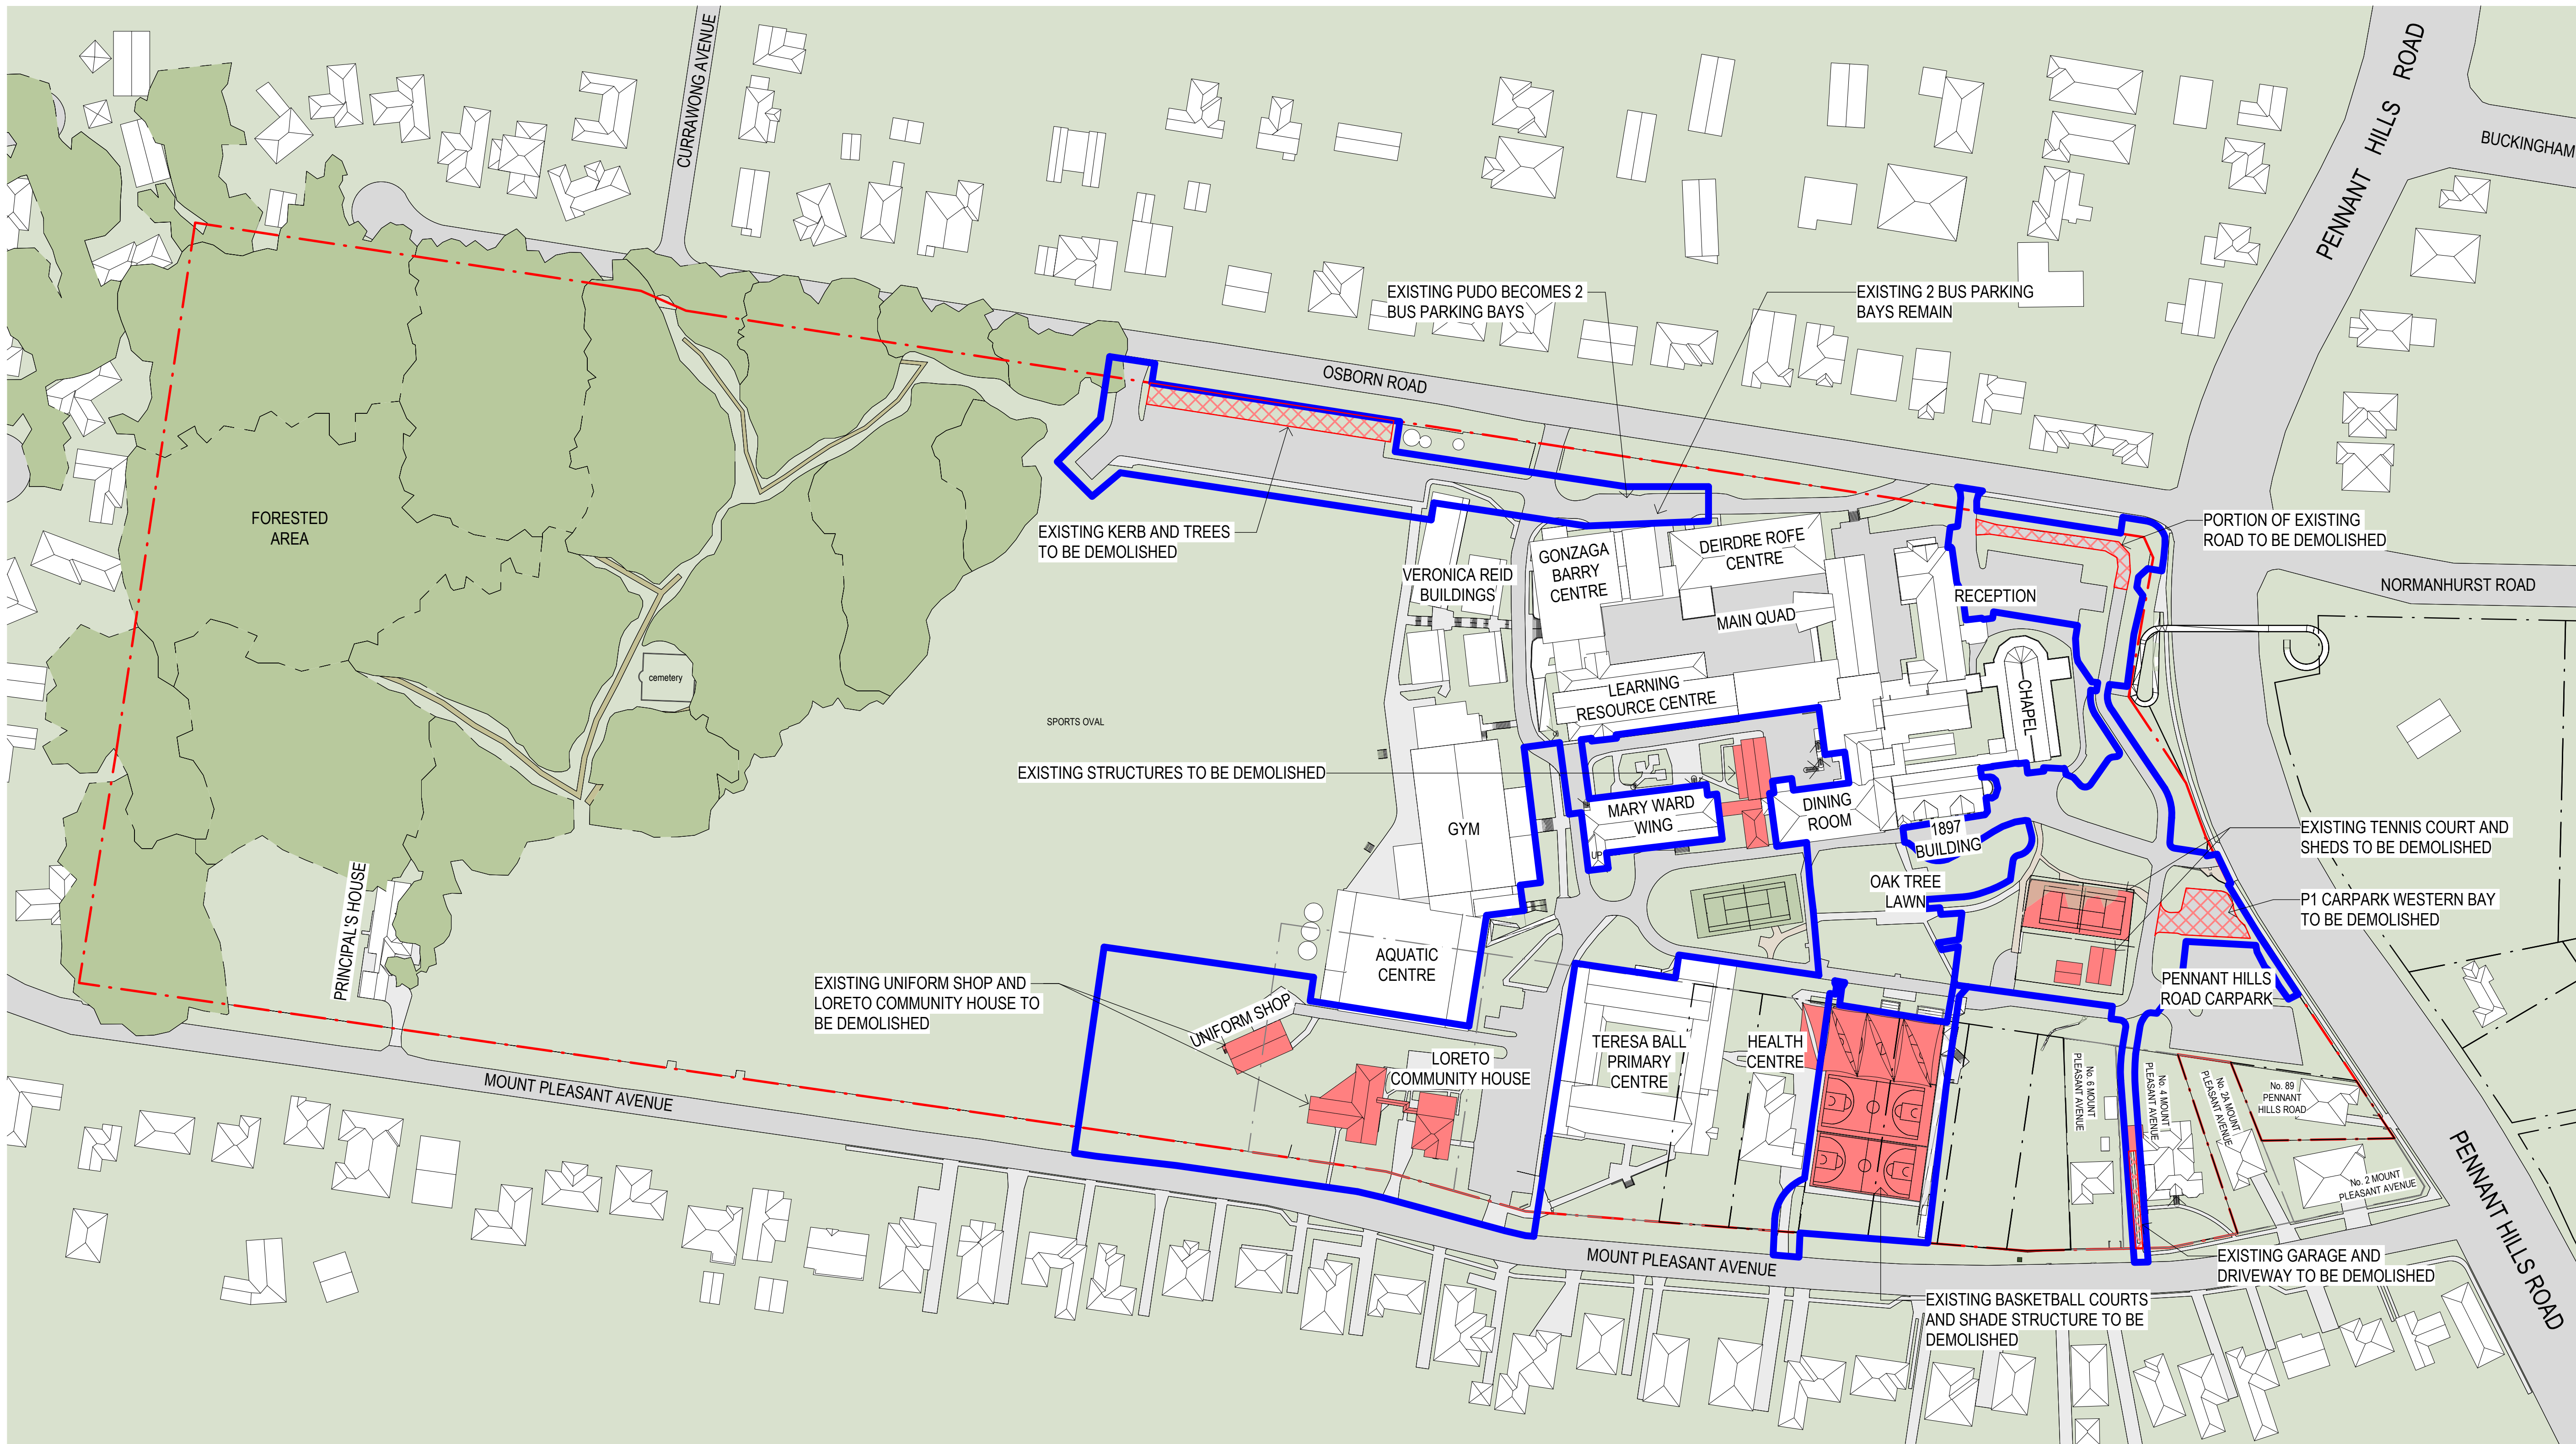 CURRAWONG AVENUE
PENNANT HILLS ROAD
BUCKINGHAM
EXISTING PUDO BECOMES 2
BUS PARKING BAYS
EXISTING 2 BUS PARKING
BAYS REMAIN
OSBORN ROAD
FORESTED
AREA
EXISTING KERB AND TREES
TO BE DEMOLISHED
PORTION OF EXISTING
ROAD TO BE DEMOLISHED
NORMANHURST ROAD
VERONICA REID
BUILDINGS
GONZAGA
BARRY
CENTRE
DEIRDRE ROFE
CENTRE
MAIN QUAD
RECEPTION
cemetery
SPORTS OVAL
LEARNING
RESOURCE CENTRE
CHAPEL
EXISTING STRUCTURES TO BE DEMOLISHED
MARY WARD
WING
UP
DINING
ROOM
1897
BUILDING
GYM
OAK TREE
LAWN
EXISTING TENNIS COURT AND
SHEDS TO BE DEMOLISHED
P1 CARPARK WESTERN BAY
TO BE DEMOLISHED
PRINCIPAL'S HOUSE
AQUATIC
CENTRE
PENNANT HILLS
ROAD CARPARK
EXISTING UNIFORM SHOP AND
LORETO COMMUNITY HOUSE TO
BE DEMOLISHED
UNIFORM SHOP
LORETO
COMMUNITY HOUSE
TERESA BALL
PRIMARY
CENTRE
HEALTH
CENTRE
No. 6 MOUNT
PLEASANT AVENUE
No. 4 MOUNT
PLEASANT AVENUE
No. 2A MOUNT
PLEASANT AVENUE
No. 89
PENNANT
HILLS ROAD
No. 2 MOUNT
PLEASANT AVENUE
MOUNT PLEASANT AVENUE
MOUNT PLEASANT AVENUE
PENNANT HILLS ROAD
EXISTING GARAGE AND
DRIVEWAY TO BE DEMOLISHED
EXISTING BASKETBALL COURTS
AND SHADE STRUCTURE TO BE
DEMOLISHED